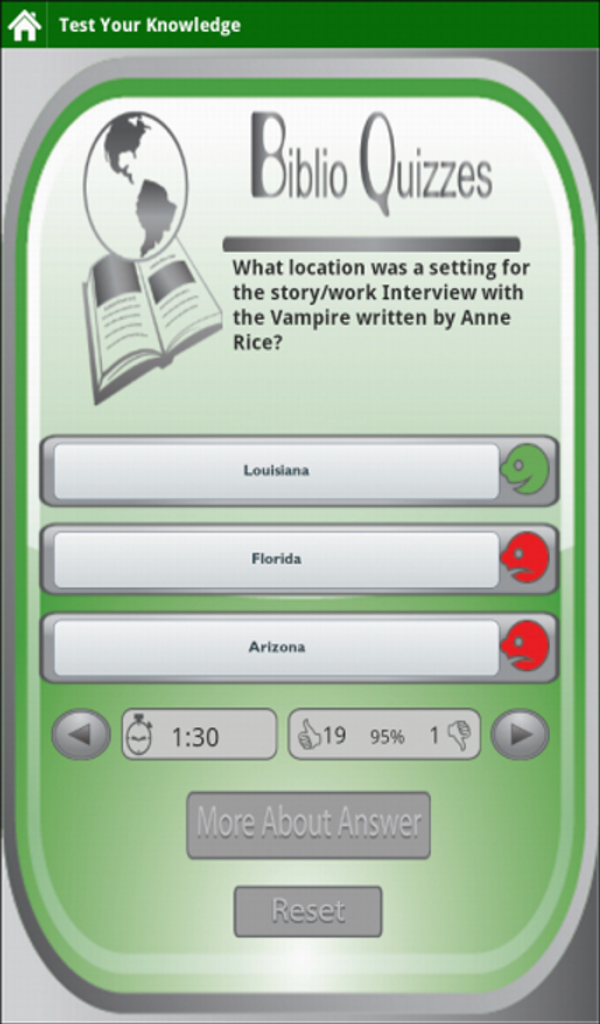 Test Your Knowledge
Biblio Quizzes
What location was a setting for
the story/work Interview with
the Vampire written by Anne
Rice?
Louisiana
Florida
Arizona
1:30
19 95% 1
More About Answer
Reset